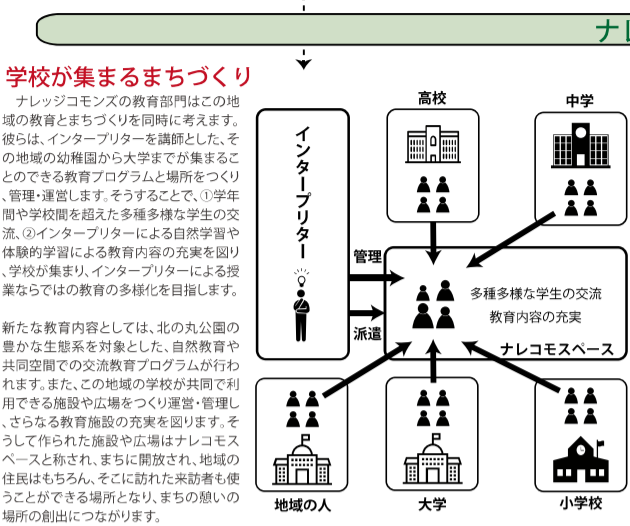 ナレ
学校が集まるまちづくり
ナレッジコモンズの教育部門はこの地
域の教育とまちづくりを同時に考えます。
彼らは、インタープリターを講師とした、そ
の地域の幼稚園から大学までが集まるこ
とのできる教育プログラムと場所をつくり
、管理・運営します。そうすることで、①学年
間や学校間を超えた多種多様な学生の交
流、②インタープリターによる自然学習や
体験的学習による教育内容の充実を図り
、学校が集まり、インタープリターによる授
業ならではの教育の多様化を目指します。
新たな教育内容としては、北の丸公園の
豊かな生態系を対象とした、自然教育や
共同空間での交流教育プログラムが行わ
れます。また、この地域の学校が共同で利
用できる施設や広場をつくり運営・管理し
、さらなる教育施設の充実を図ります。そ
うして作られた施設や広場はナレコモス
ペースと称され、まちに開放され、地域の
住民はもちろん、そこに訪れた来訪者も使
うことができる場所となり、まちの憩いの
場所の創出につながります。
インタープリター
高校
中学
管理
派遣
多種多様な学生の交流
教育内容の充実
ナレコモスペース
地域の人
大学
小学校